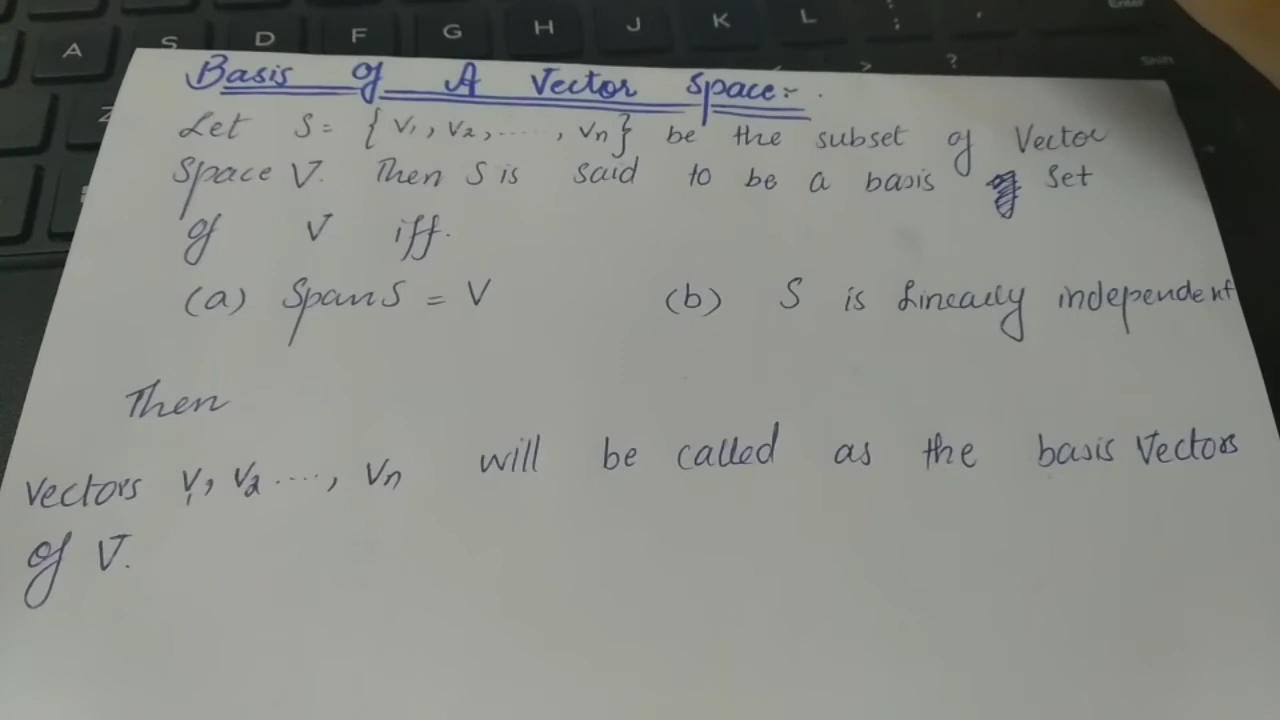 A S D F G H J K L : ;
Z > ? Enter Shift
Basis of A Vector Space:-
Let S = { V1, V2, ....., Vn} be the subset of Vector
Space V. Then S is said to be a basis Set
of V iff.
(a) Span S = V (b) S is Linearly independent
Then
Vectors V1, V2 ...., Vn will be called as the basis Vectors
of V.